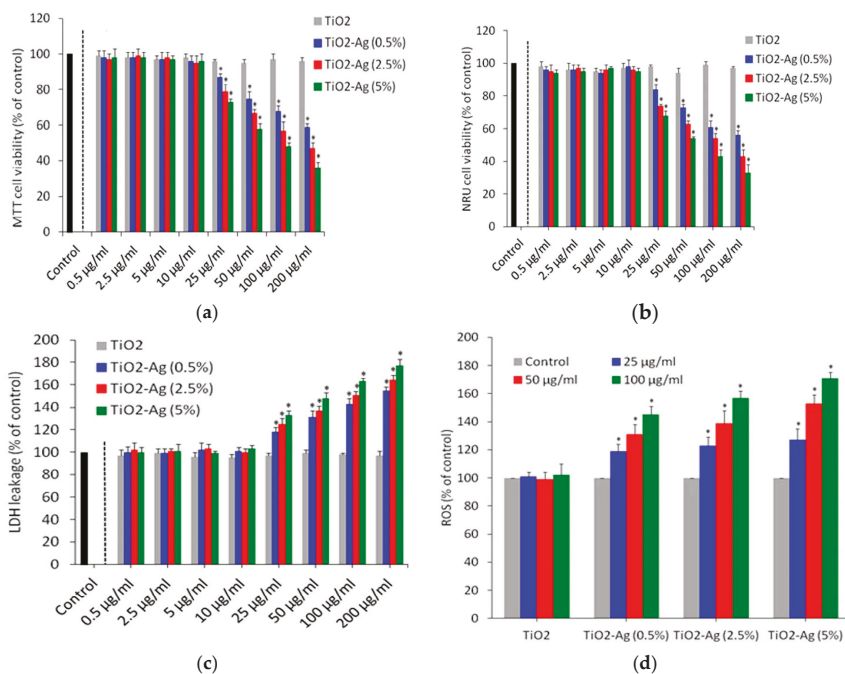 120
100
80
60
40
20
0
MTT cell viability (% of control)
TiO2
TiO2-Ag (0.5%)
TiO2-Ag (2.5%)
TiO2-Ag (5%)
* * * * * * * * * * * *
Control
0.5 µg/ml
2.5 µg/ml
5 µg/ml
10 µg/ml
25 µg/ml
50 µg/ml
100 µg/ml
200 µg/ml
(a)
120
100
80
60
40
20
0
NRU cell viability (% of control)
TiO2
TiO2-Ag (0.5%)
TiO2-Ag (2.5%)
TiO2-Ag (5%)
* * * * * * * * * * * *
Control
0.5 µg/ml
2.5 µg/ml
5 µg/ml
10 µg/ml
25 µg/ml
50 µg/ml
100 µg/ml
200 µg/ml
(b)
200
180
160
140
120
100
80
60
40
20
0
LDH leakage (% of control)
TiO2
TiO2-Ag (0.5%)
TiO2-Ag (2.5%)
TiO2-Ag (5%)
* * * * * * * * * * * *
Control
0.5 µg/ml
2.5 µg/ml
5 µg/ml
10 µg/ml
25 µg/ml
50 µg/ml
100 µg/ml
200 µg/ml
(c)
200
180
160
140
120
100
80
60
40
20
0
ROS (% of control)
Control 25 µg/ml
50 µg/ml 100 µg/ml
* * * * * * * * *
TiO2 TiO2-Ag (0.5%) TiO2-Ag (2.5%) TiO2-Ag (5%)
(d)